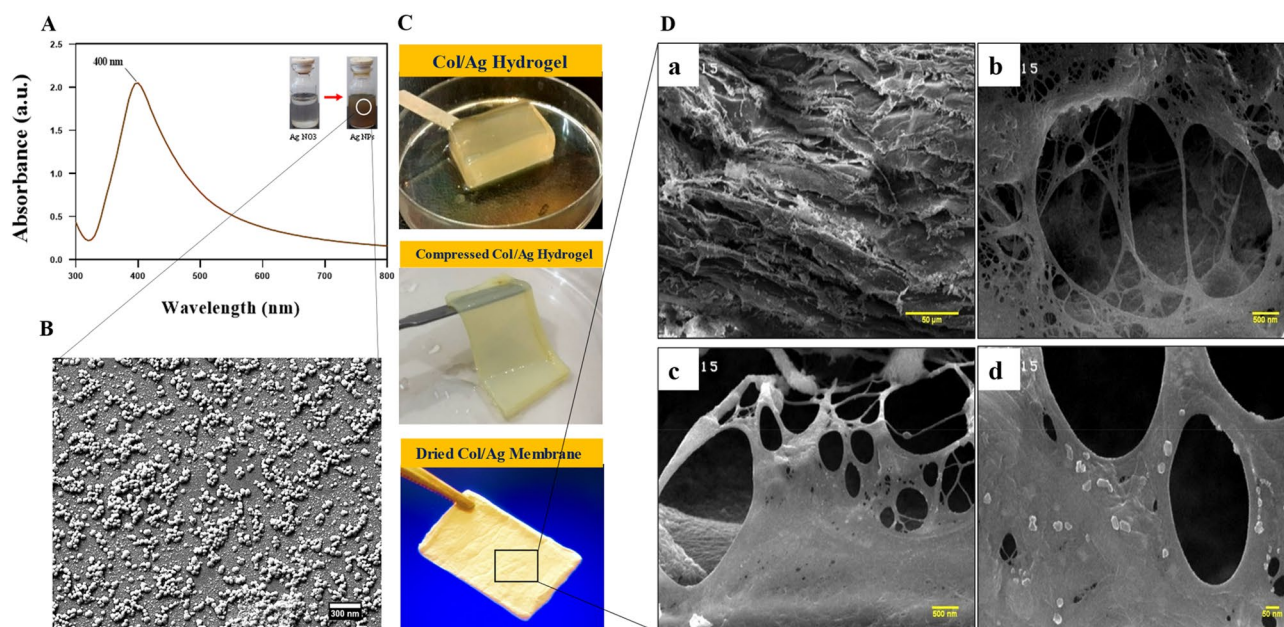 A
2.5
2.0
1.5
1.0
0.5
0.0
400 nm
300 400 500 600 700 800
Absorbance (a.u.)
Wavelength (nm)
Ag NO3
Ag NPs
B
300 nm
C
Col/Ag Hydrogel
Compressed Col/Ag Hydrogel
Dried Col/Ag Membrane
D
a
15
50 µm
b
15
500 nm
c
15
500 nm
d
15
50 nm